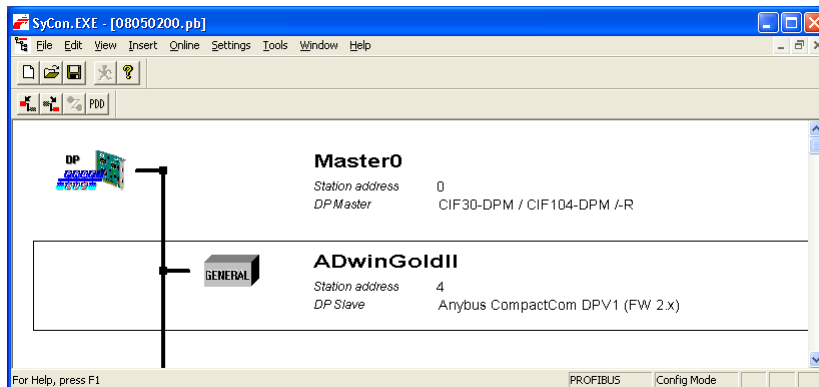 SyCon.EXE - [08050200.pb]
File Edit View Insert Online Settings Tools Window Help
PDD
DP
Master0
Station address 0
DP Master CIF30-DPM / CIF104-DPM /-R
GENERAL
ADwinGoldII
Station address 4
DP Slave Anybus CompactCom DPV1 (FW 2.x)
For Help, press F1 PROFIBUS Config Mode